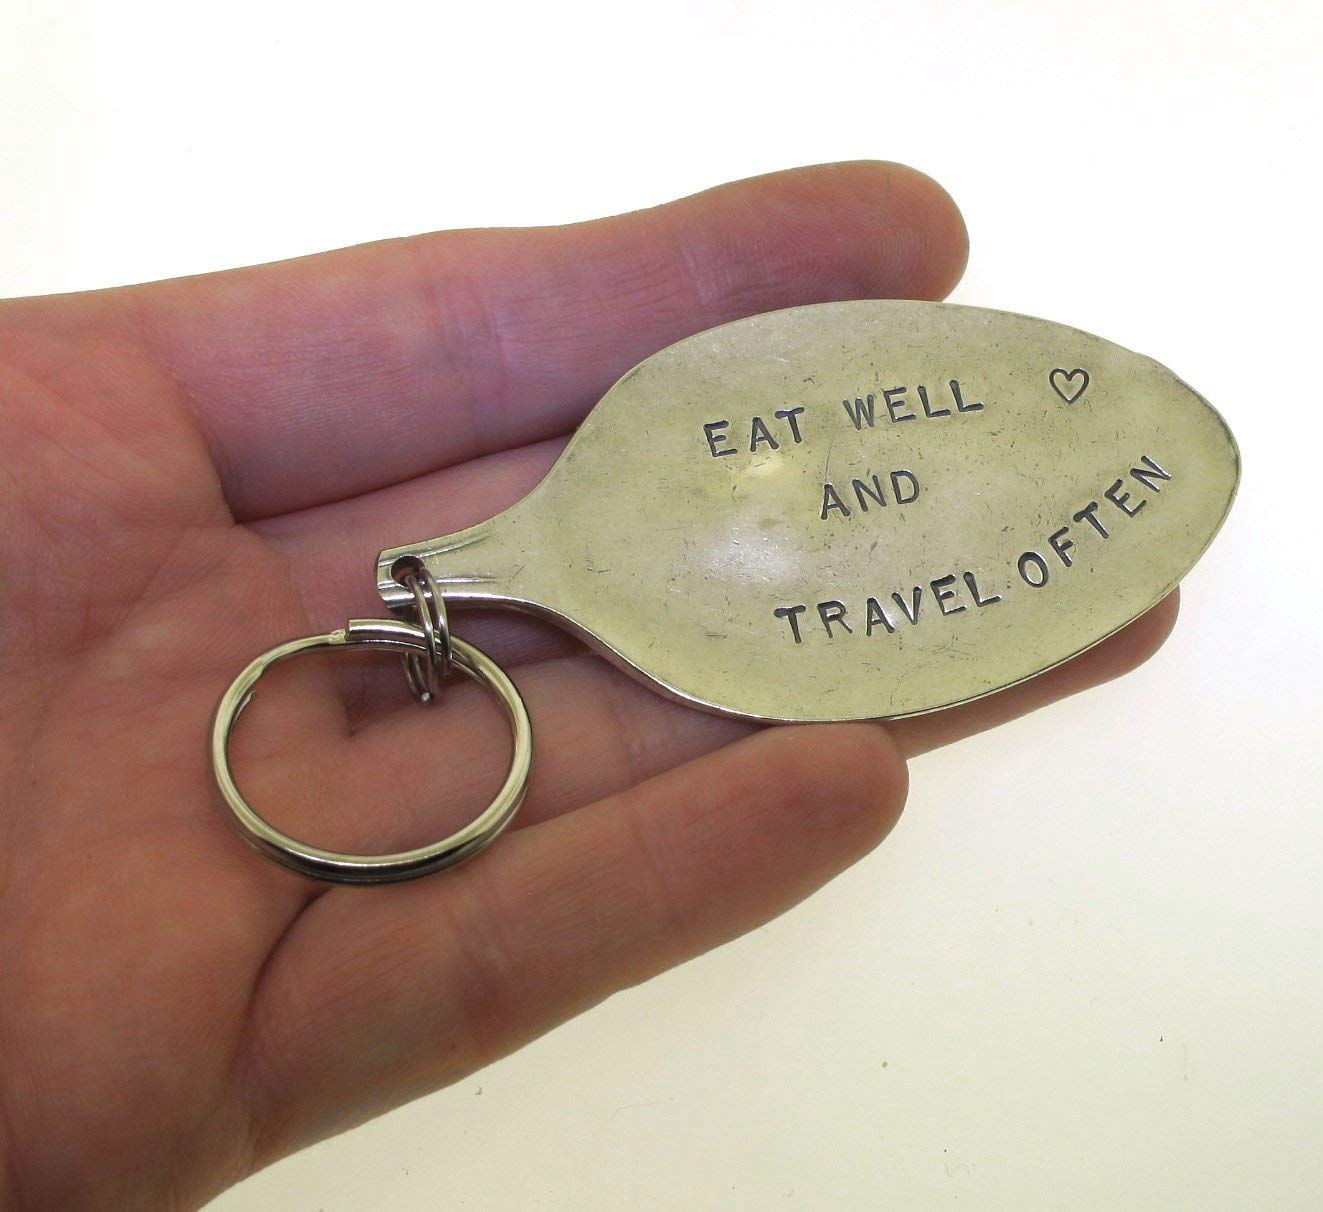 EAT WELL ♡
AND
TRAVEL OFTEN